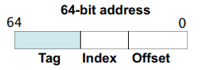 64-bit address
64 0
Tag Index Offset